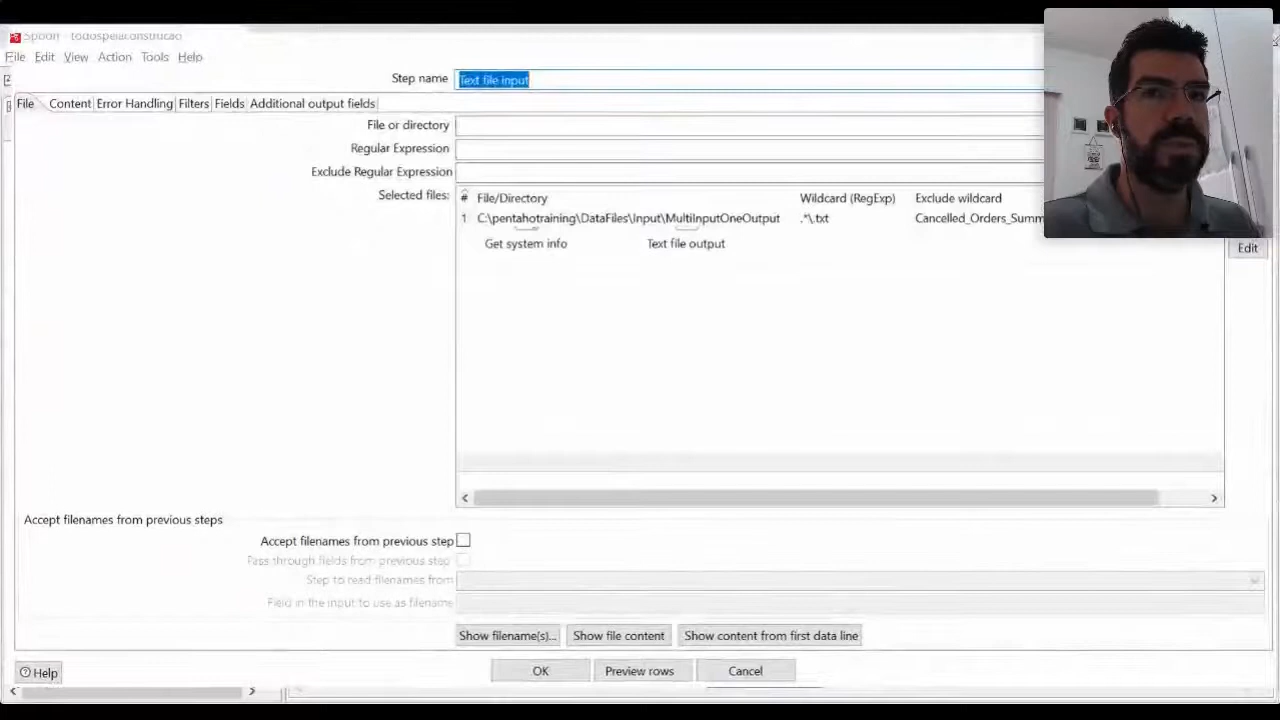 Spoon - todospelaconstrucao
File Edit View Action Tools Help
Step name Text file input
File Content Error Handling Filters Fields Additional output fields
File or directory
Regular Expression
Exclude Regular Expression
Selected files: # File/Directory Wildcard (RegExp) Exclude wildcard
1 C:\pentahotraining\DataFiles\Input\MultiInputOneOutput .*\.txt Cancelled_Orders_Summ
Get system info Text file output
Edit
Accept filenames from previous steps
Accept filenames from previous step
Pass through fields from previous step
Step to read filenames from
Field in the input to use as filename
Show filename(s)... Show file content Show content from first data line
Help OK Preview rows Cancel